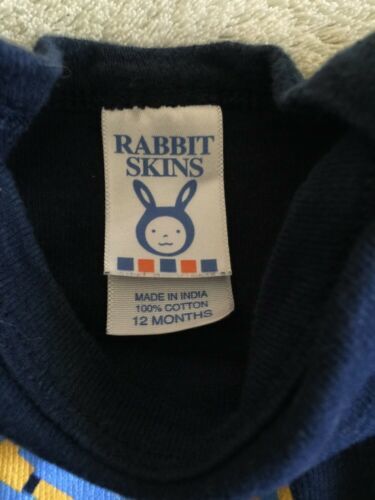 RABBIT
SKINS
MADE IN INDIA
100% COTTON
12 MONTHS